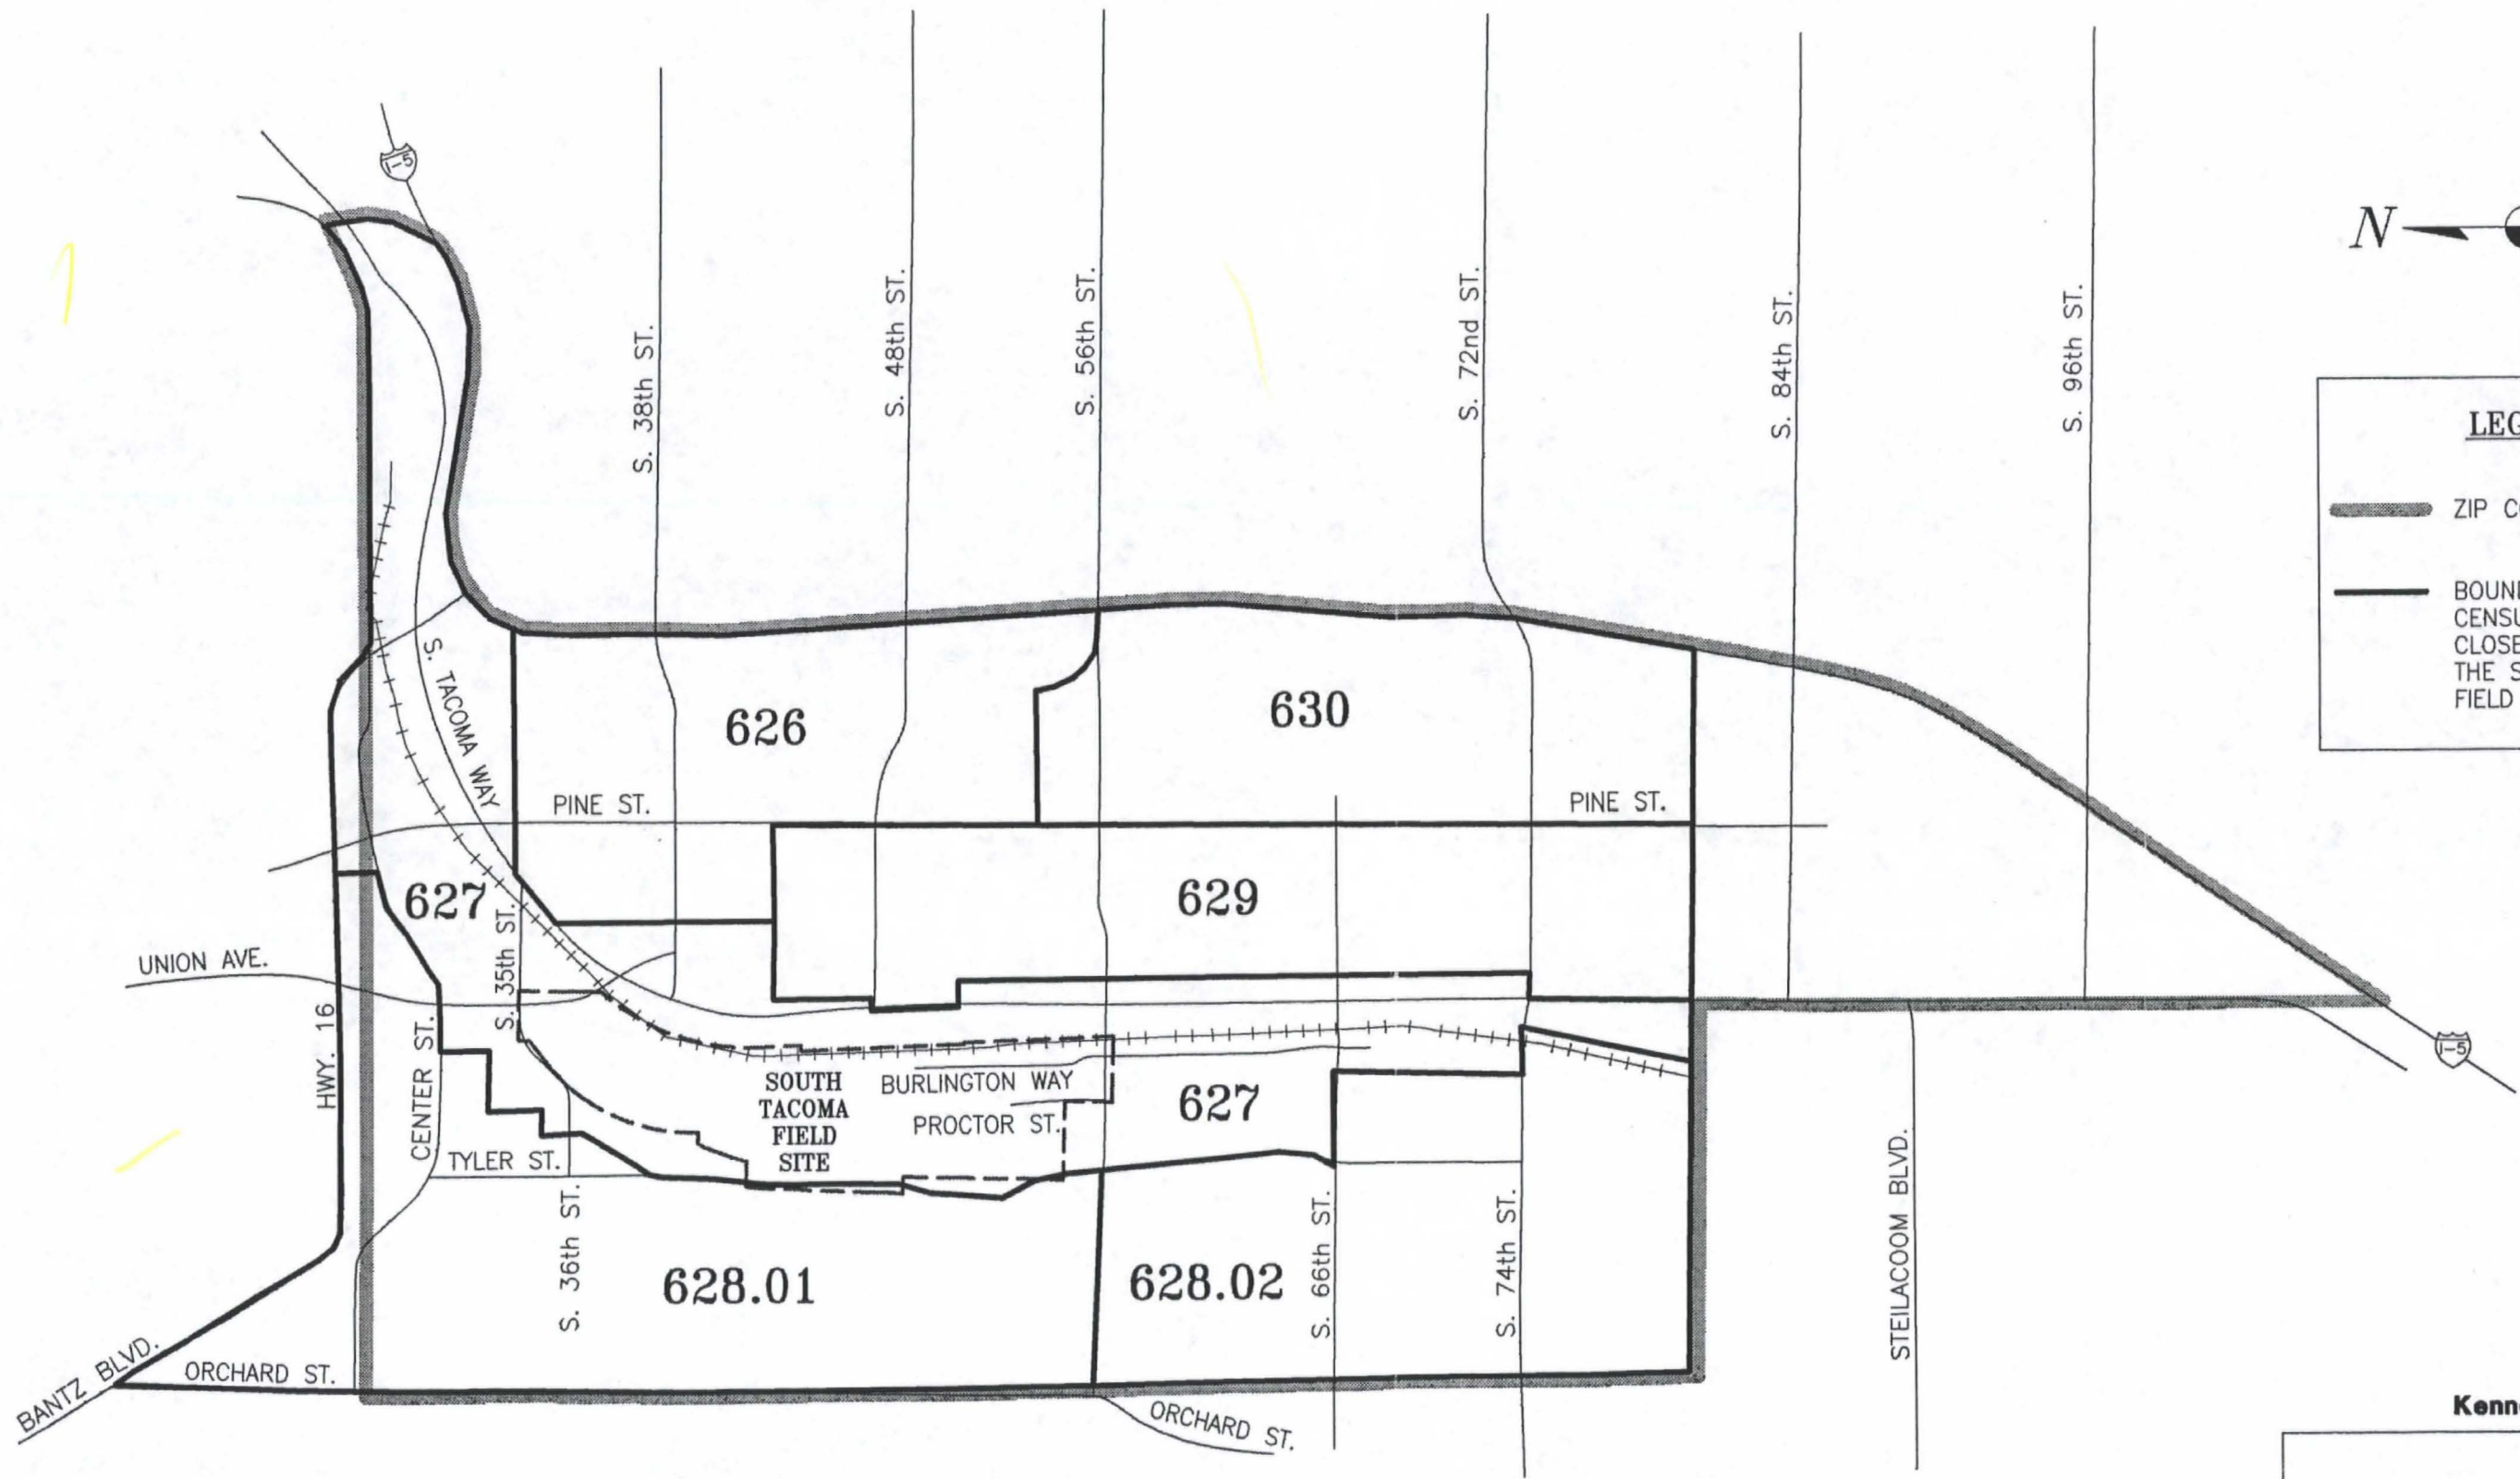 I-5
S. 38th ST.
S. 48th ST.
S. 56th ST.
S. 72nd ST.
S. 84th ST.
S. 96th ST.
N
ZIP
BOUN
CENSU
CLOSE
THE S
FIELD
S. TACOMA WAY
626
630
PINE ST.
PINE ST.
627
629
UNION AVE.
S. 35th ST.
HWY. 16
CENTER ST.
SOUTH
TACOMA
FIELD
SITE
BURLINGTON WAY
PROCTOR ST.
627
TYLER ST.
I-5
S. 36th ST.
628.01
628.02
S. 66th ST.
S. 74th ST.
STEILACOOM BLVD.
BANTZ BLVD.
ORCHARD ST.
ORCHARD ST.
Kenn